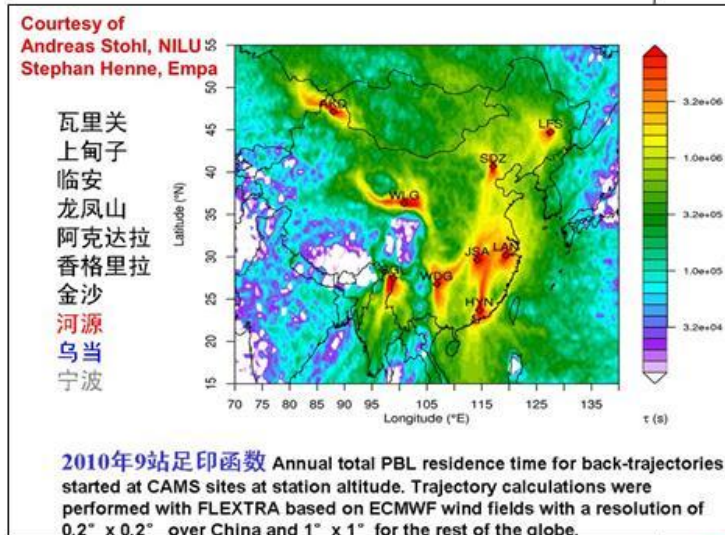 Courtesy of
Andreas Stohl, NILU
Stephan Henne, Empa
瓦里关
上甸子
临安
龙凤山
阿克达拉
香格里拉
金沙
河源
乌当
宁波
Latitude (°N)
55
50
45
40
35
30
25
20
15
AKD
LFS
SDZ
WLG
JSA
LAN
WDG
HYN
70 75 80 85 90 95 105 115 125 135
Longitude (°E)
3.2e+06
1.0e+06
3.2e+05
1.0e+05
3.2e+04
τ (s)
2010年9站足印函数 Annual total PBL residence time for back-trajectories
started at CAMS sites at station altitude. Trajectory calculations were
performed with FLEXTRA based on ECMWF wind fields with a resolution of
0.2° x 0.2° over China and 1° x 1° for the rest of the globe.